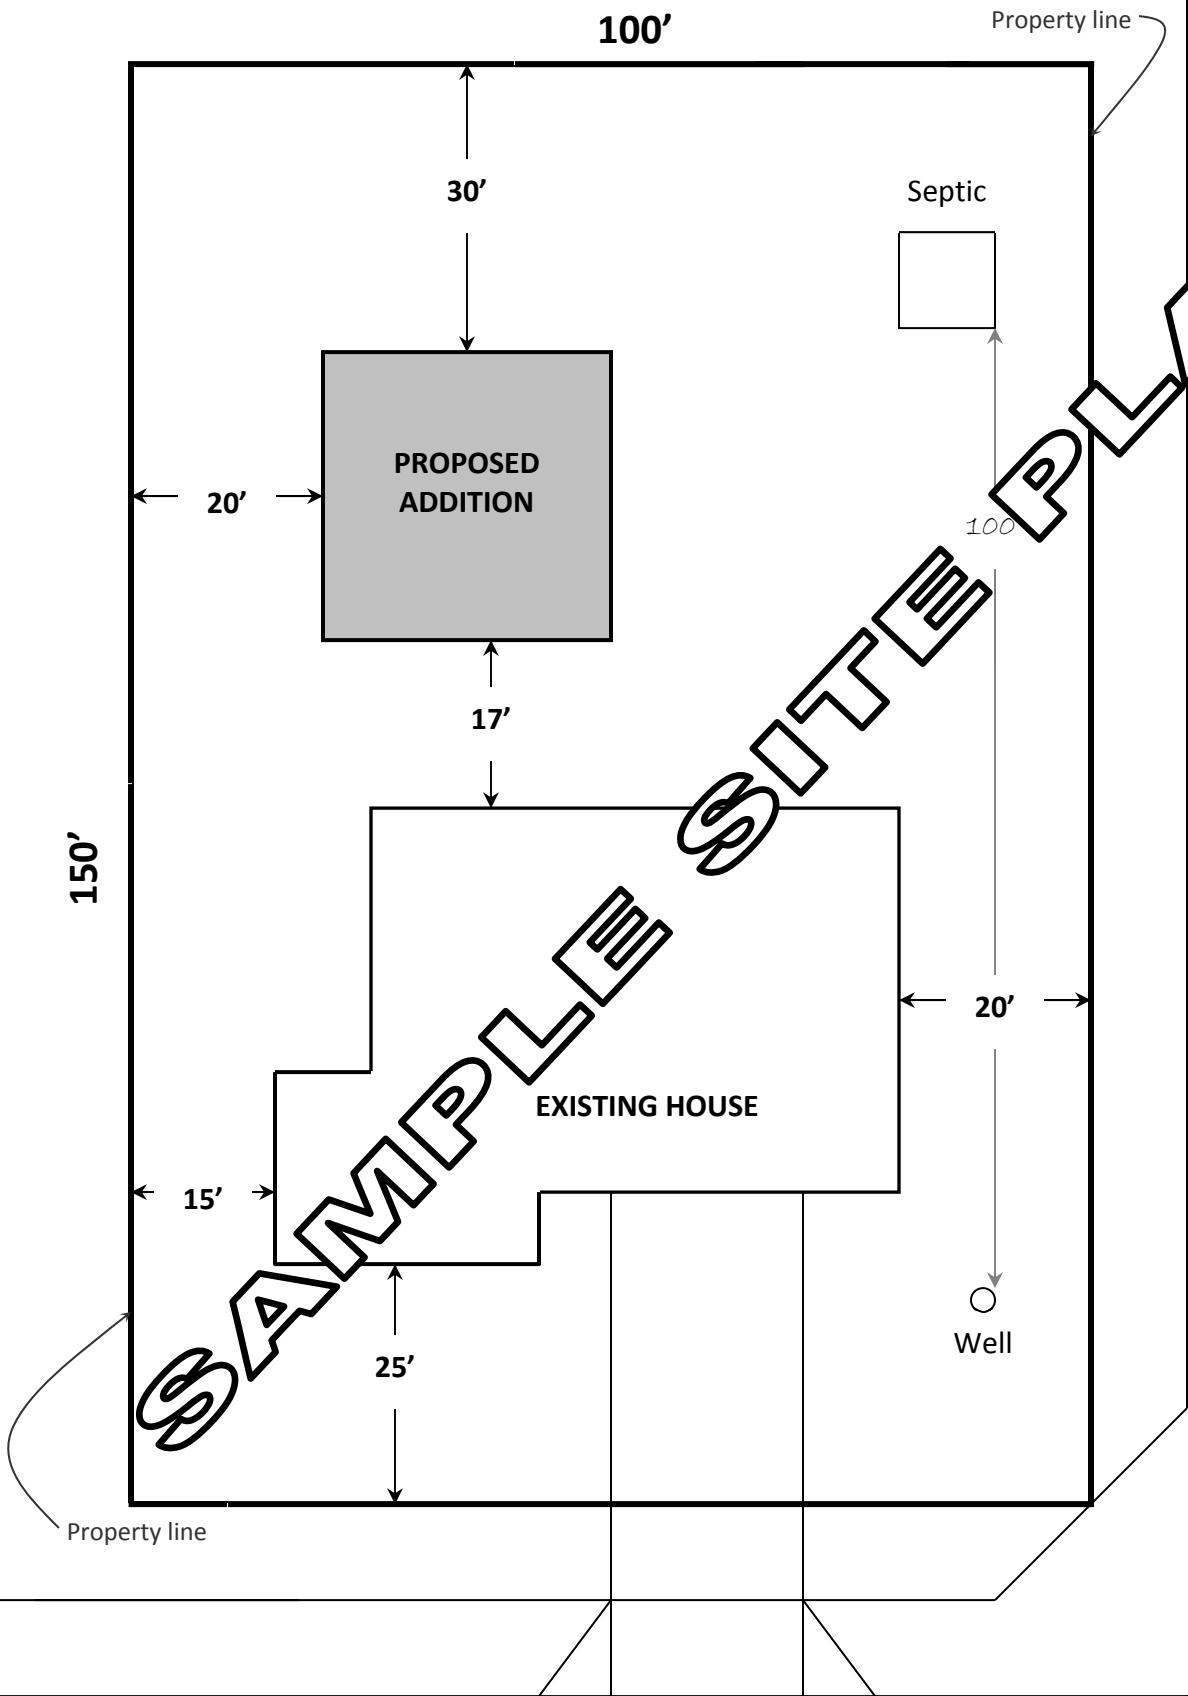 100’
Property line
30’
Septic
PROPOSED
ADDITION
20’
100
17’
150’
20’
EXISTING HOUSE
15’
Well
25’
Property line
SAMPLE SITE PL